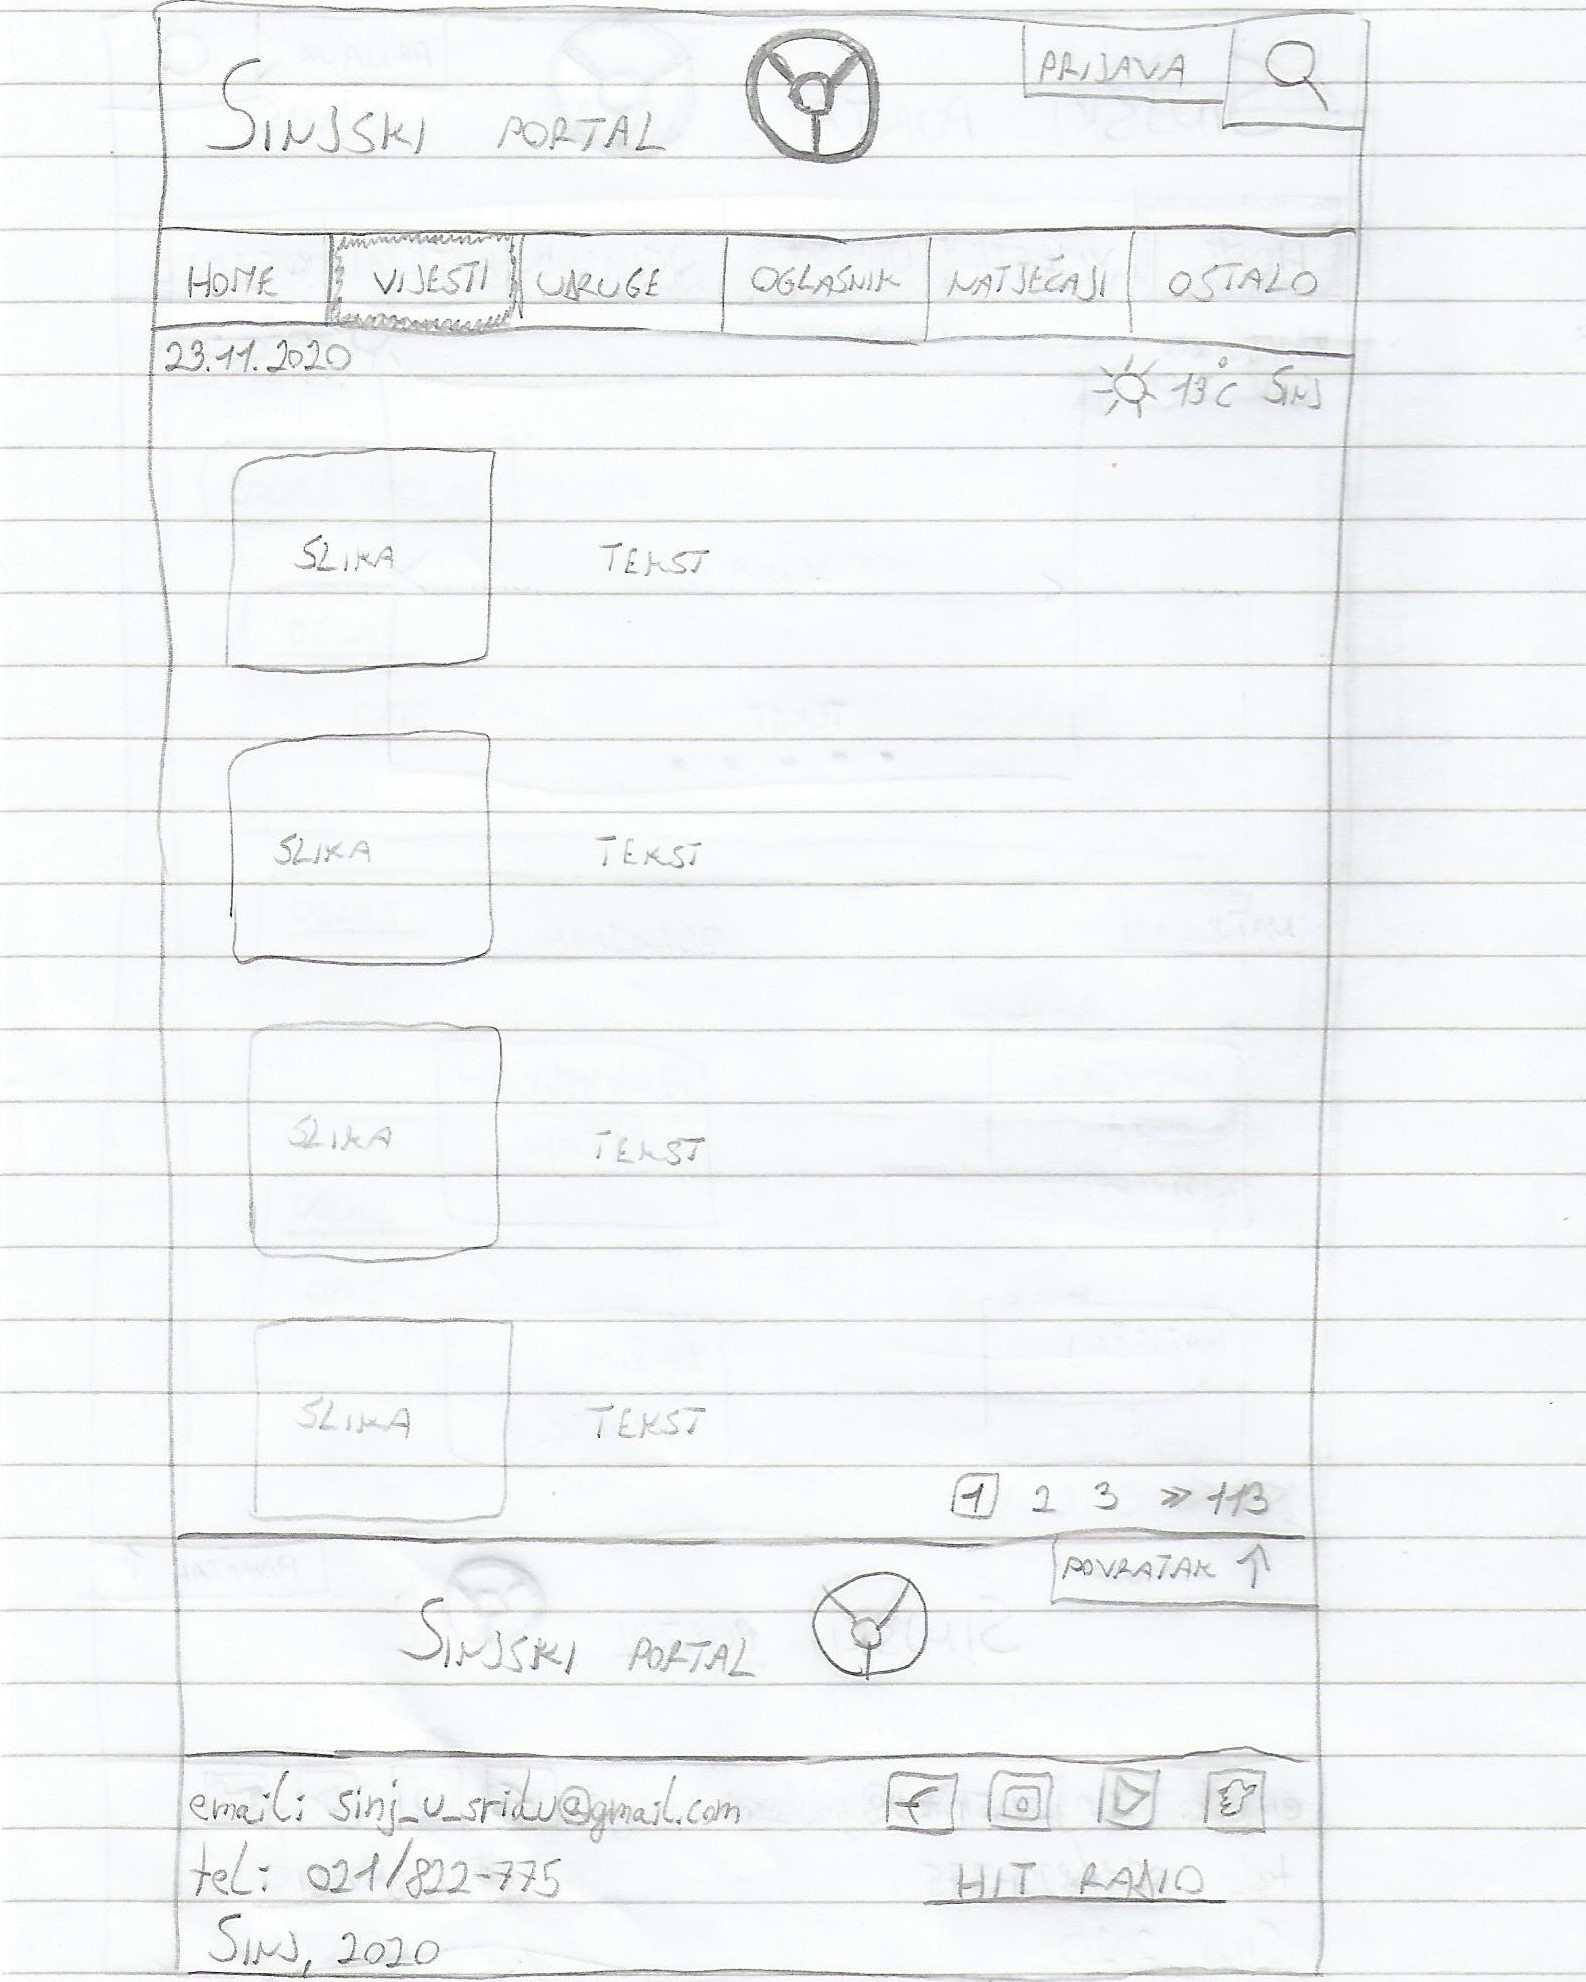 SINJSKI PORTAL
PRIJAVA
HOME VIJESTI UDRUGE OGLASNIK NATJEČAJI OSTALO
23.11.2020
13°C SINJ
SLIKA TEKST
SLIKA TEKST
SLIKA TEKST
SLIKA TEKST
1 2 3 >> 113
POVRATAK ↑
SINJSKI PORTAL
email: sinj_u_sridu@gmail.com
tel: 021/822-775
HIT RADIO
SINJ, 2020